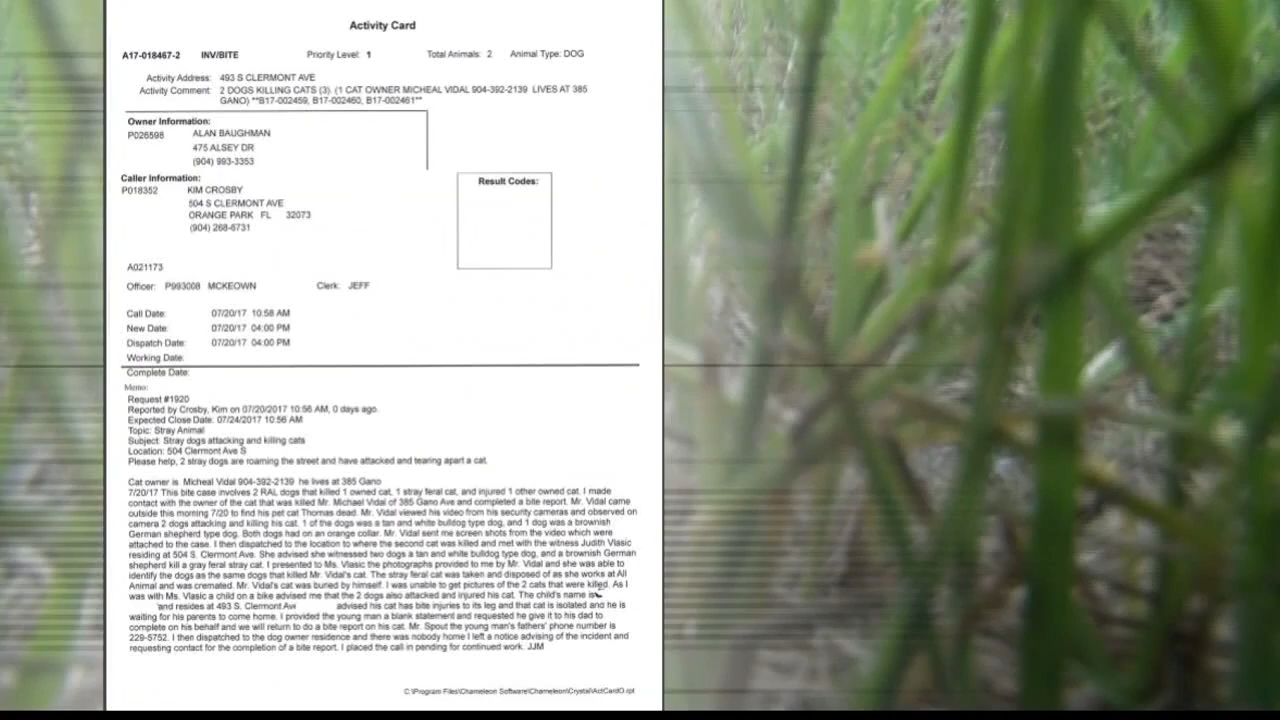 Activity Card
A17-018467-2 INV/BITE Priority Level: 1 Total Animals: 2 Animal Type: DOG
Activity Address: 493 S CLERMONT AVE
Activity Comment: 2 DOGS KILLING CATS (3). (1 CAT OWNER MICHEAL VIDAL 904-392-2139 LIVES AT 385
GANO) **B17-002459, B17-002460, B17-002461**
Owner Information:
P026598 ALAN BAUGHMAN
475 ALSEY DR
(904) 993-3353
Caller Information:
P018352 KIM CROSBY
504 S CLERMONT AVE
ORANGE PARK FL 32073
(904) 268-6731
Result Codes:
A021173
Officer: P993008 MCKEOWN Clerk: JEFF
Call Date: 07/20/17 10:58 AM
New Date: 07/20/17 04:00 PM
Dispatch Date: 07/20/17 04:00 PM
Working Date:
Complete Date:
Memo:
Request #1920
Reported by Crosby, Kim on 07/20/2017 10:56 AM, 0 days ago.
Expected Close Date: 07/24/2017 10:56 AM
Topic: Stray Animal
Subject: Stray dogs attacking and killing cats
Location: 504 Clermont Ave S
Please help, 2 stray dogs are roaming the street and have attacked and tearing apart a cat.
Cat owner is Micheal Vidal 904-392-2139 he lives at 385 Gano
7/20/17 This bite case involves 2 RAL dogs that killed 1 owned cat, 1 stray feral cat, and injured 1 other owned cat. I made
contact with the owner of the cat that was killed Mr. Michael Vidal of 385 Gano Ave and completed a bite report. Mr. Vidal came
outside this morning 7/20 to find his pet cat Thomas dead. Mr. Vidal viewed his video from his security cameras and observed on
camera 2 dogs attacking and killing his cat. 1 of the dogs was a tan and white bulldog type dog, and 1 dog was a brownish
German shepherd type dog. Both dogs had on an orange collar. Mr. Vidal sent me screen shots from the video which were
attached to the case. I then dispatched to the location to where the second cat was killed and met with the witness Judith Vlasic
residing at 504 S. Clermont Ave. She advised she witnessed two dogs a tan and white bulldog type dog, and a brownish German
shepherd kill a gray feral stray cat. I presented to Ms. Vlasic the photographs provided to me by Mr. Vidal and she was able to
identify the dogs as the same dogs that killed Mr. Vidal's cat. The stray feral cat was taken and disposed of as she works at All
Animal and was cremated. Mr. Vidal's cat was buried by himself. I was unable to get pictures of the 2 cats that were killed. As I
was with Ms. Vlasic a child on a bike advised me that the 2 dogs also attacked and injured his cat. The child's name is
and resides at 493 S. Clermont Ave advised his cat has bite injuries to its leg and that cat is isolated and he is
waiting for his parents to come home. I provided the young man a blank statement and requested he give it to his dad to
complete on his behalf and we will return to do a bite report on his cat. Mr. Spout the young man's fathers' phone number is
229-5752. I then dispatched to the dog owner residence and there was nobody home I left a notice advising of the incident and
requesting contact for the completion of a bite report. I placed the call in pending for continued work. JJM
C:\Program Files\Chameleon Software\Chameleon\Crystal\ActCardO.rpt